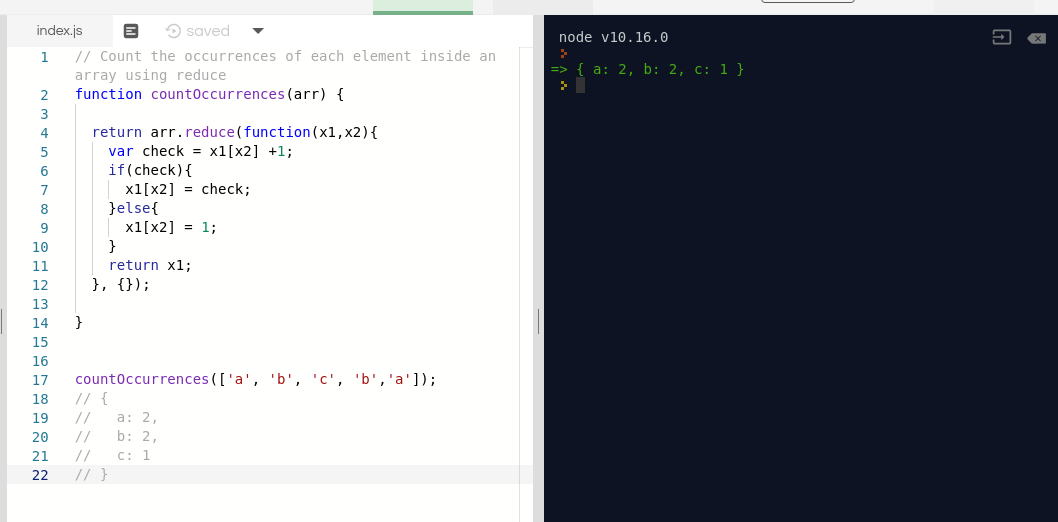 index.js
saved
1 // Count the occurrences of each element inside an
array using reduce
2 function countOccurrences(arr) {
3
4 return arr.reduce(function(x1,x2){
5 var check = x1[x2] +1;
6 if(check){
7 x1[x2] = check;
8 }else{
9 x1[x2] = 1;
10 }
11 return x1;
12 }, {});
13
14 }
15
16
17 countOccurrences(['a', 'b', 'c', 'b','a']);
18 // {
19 //   a: 2,
20 //   b: 2,
21 //   c: 1
22 // }
node v10.16.0
=> { a: 2, b: 2, c: 1 }